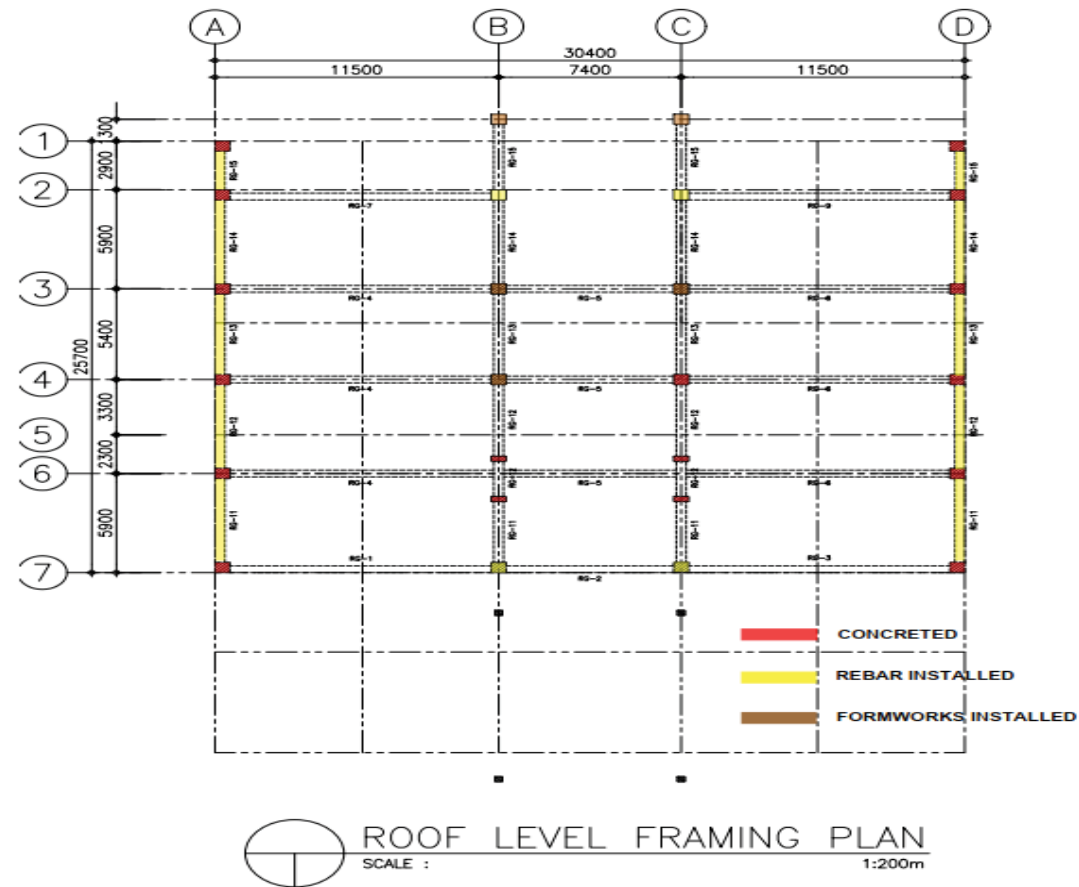 A B C D
30400
11500 7400 11500
300
1
2900
RG-15 RG-15 RG-15 RG-15
2
RG-7 RG-9
5900
RG-14 RG-14 RG-14 RG-14
3
RG-4 RG-5 RG-6
25700
5400
RG-13 RG-13 RG-13 RG-13
4
RG-4 RG-5 RG-6
3300
RG-12 RG-12 RG-12 RG-12
5
2300
6
RG-4 RG-5 RG-6
5900
RG-11 RG-11 RG-11 RG-11
RG-1 RG-3
7
RG-2
CONCRETED
REBAR INSTALLED
FORMWORKS INSTALLED
ROOF LEVEL FRAMING PLAN
SCALE : 1:200m